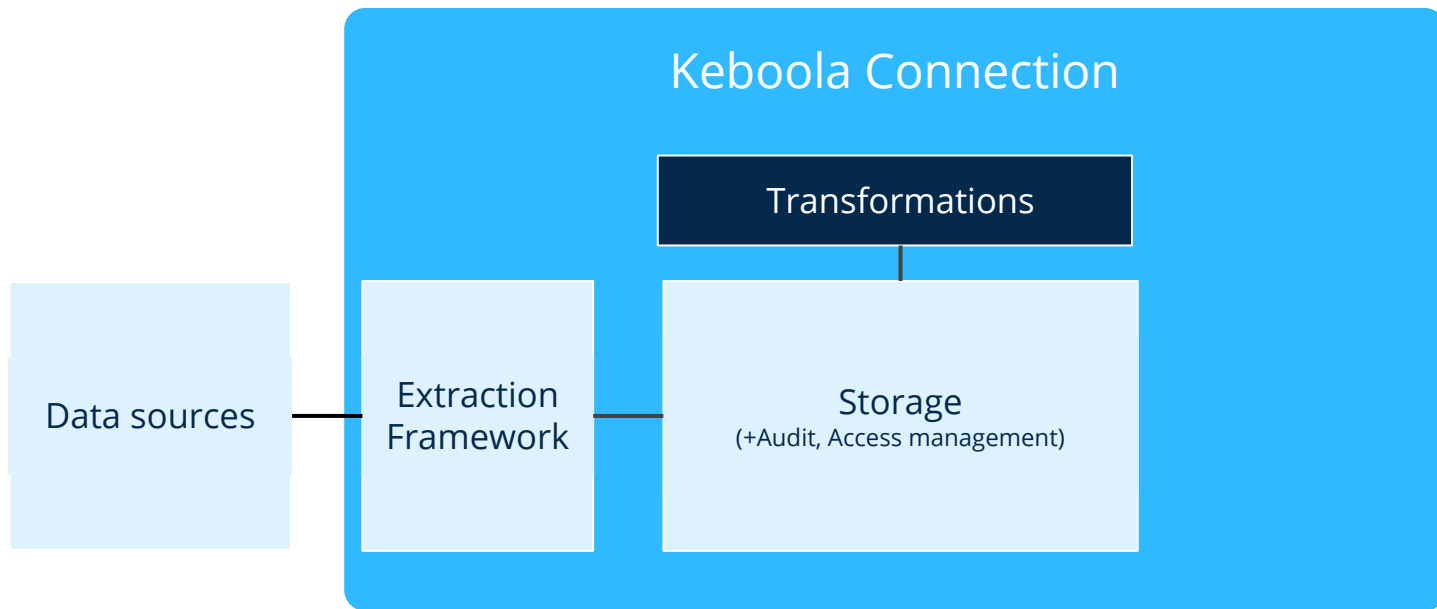 Keboola Connection
Transformations
Data sources
Extraction
Framework
Storage
(+Audit, Access management)